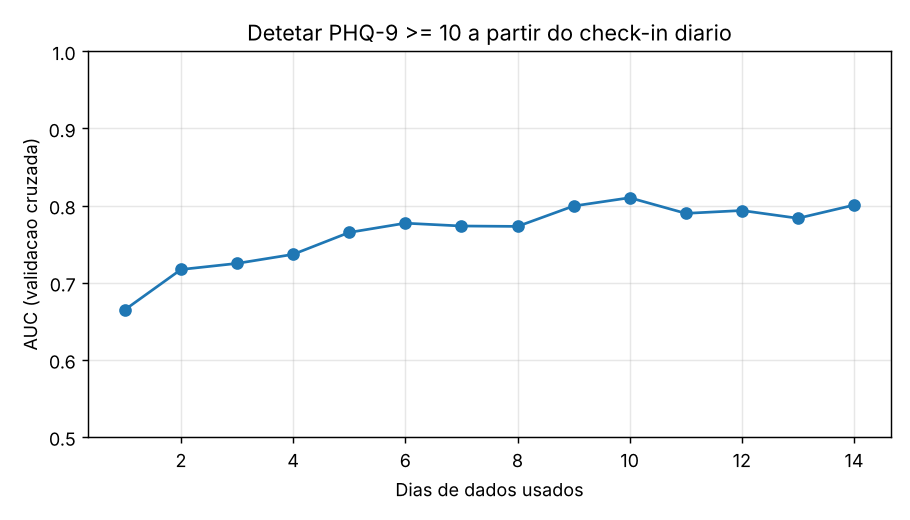 Detetar PHQ-9 >= 10 a partir do check-in diario
AUC (validacao cruzada)
1.0
0.9
0.8
0.7
0.6
0.5
2 4 6 8 10 12 14
Dias de dados usados